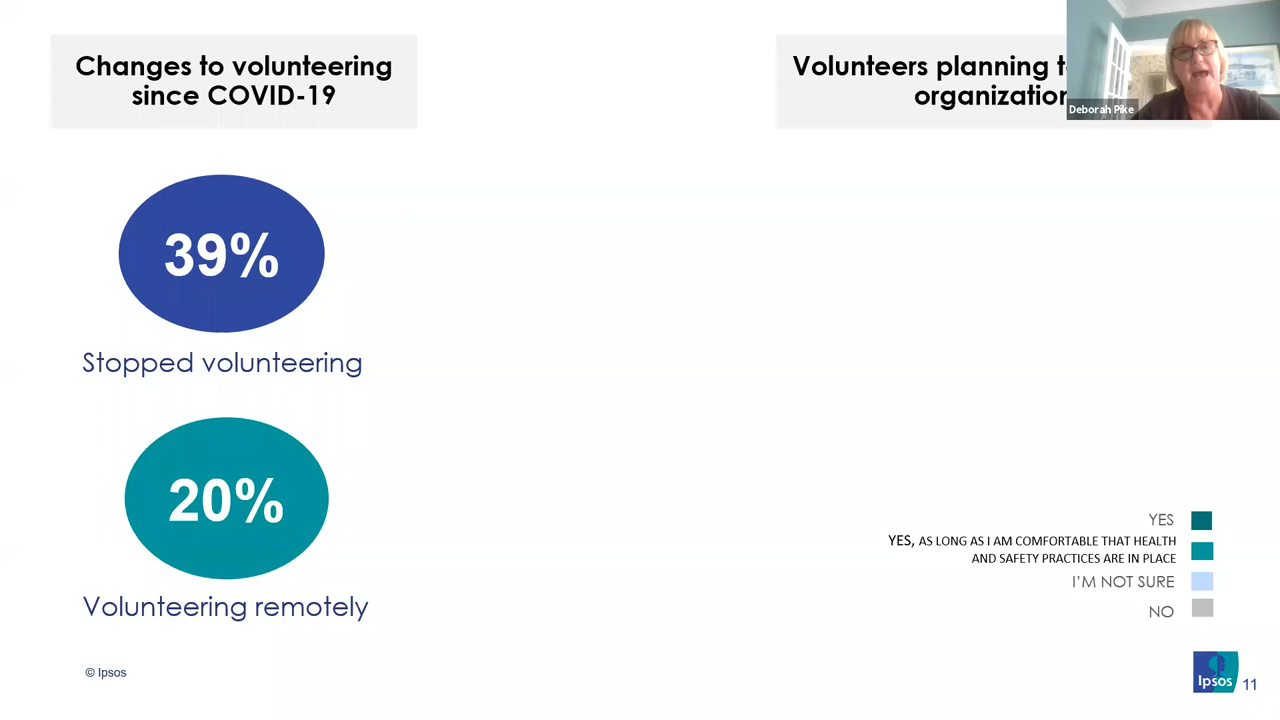 Changes to volunteering
since COVID-19
Volunteers planning
organization
Deborah Pike
39%
Stopped volunteering
20%
Volunteering remotely
YES
YES, AS LONG AS I AM COMFORTABLE THAT HEALTH
AND SAFETY PRACTICES ARE IN PLACE
I'M NOT SURE
NO
© Ipsos
Ipsos
11